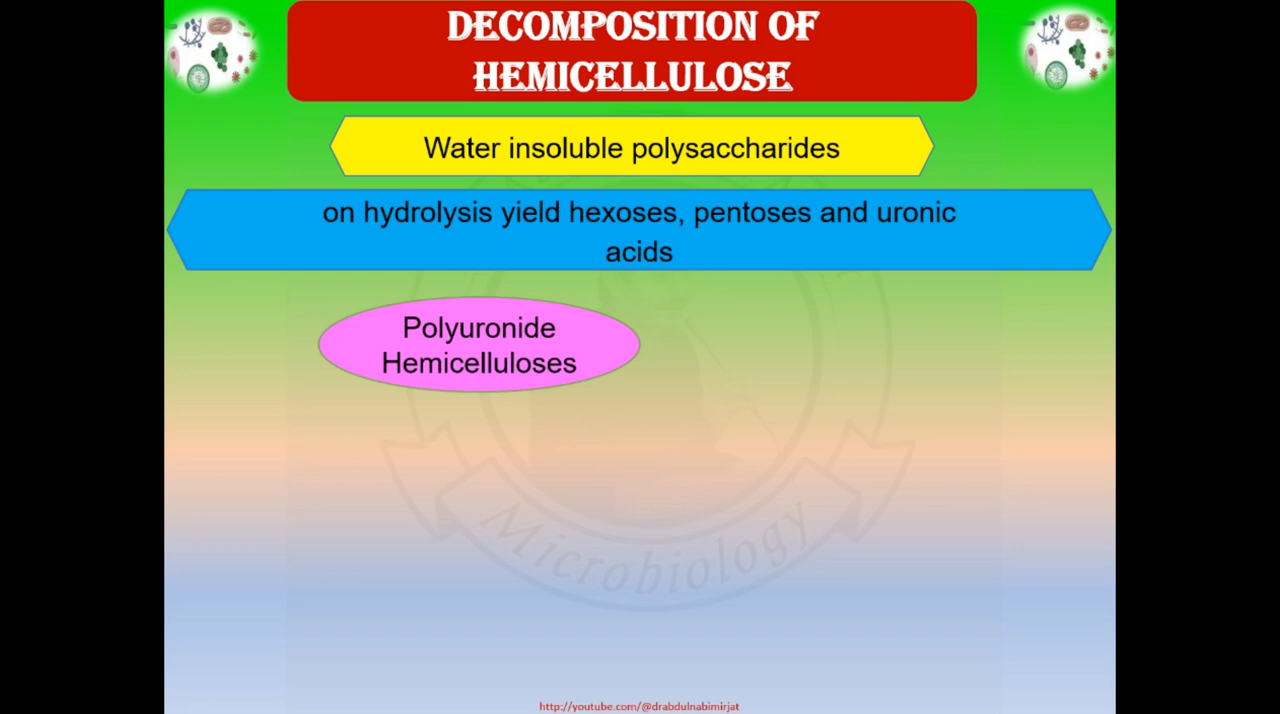 DECOMPOSITION OF
HEMICELLULOSE
Water insoluble polysaccharides
on hydrolysis yield hexoses, pentoses and uronic
acids
Polyuronide
Hemicelluloses
Microbiology
http://youtube.com/@drabdulnabimirjat